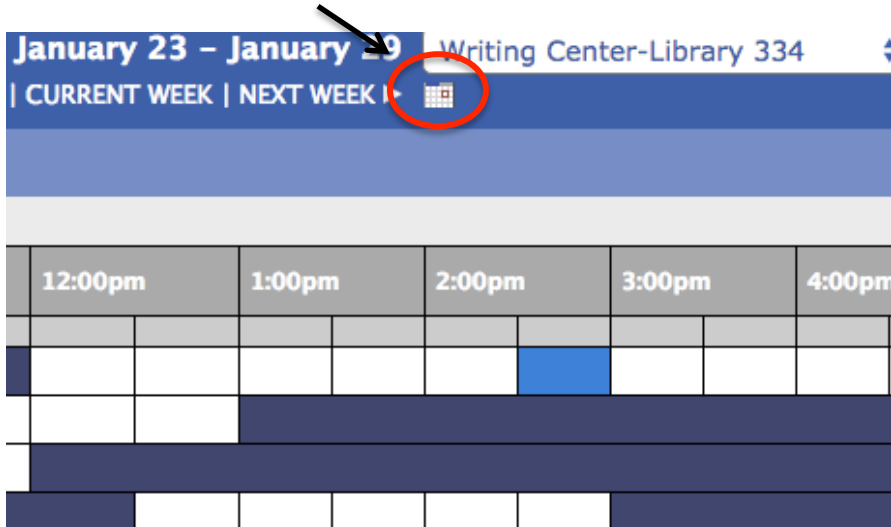 January 23 – January 29
Writing Center-Library 334
| CURRENT WEEK | NEXT WEEK
12:00pm 1:00pm 2:00pm 3:00pm 4:00pm